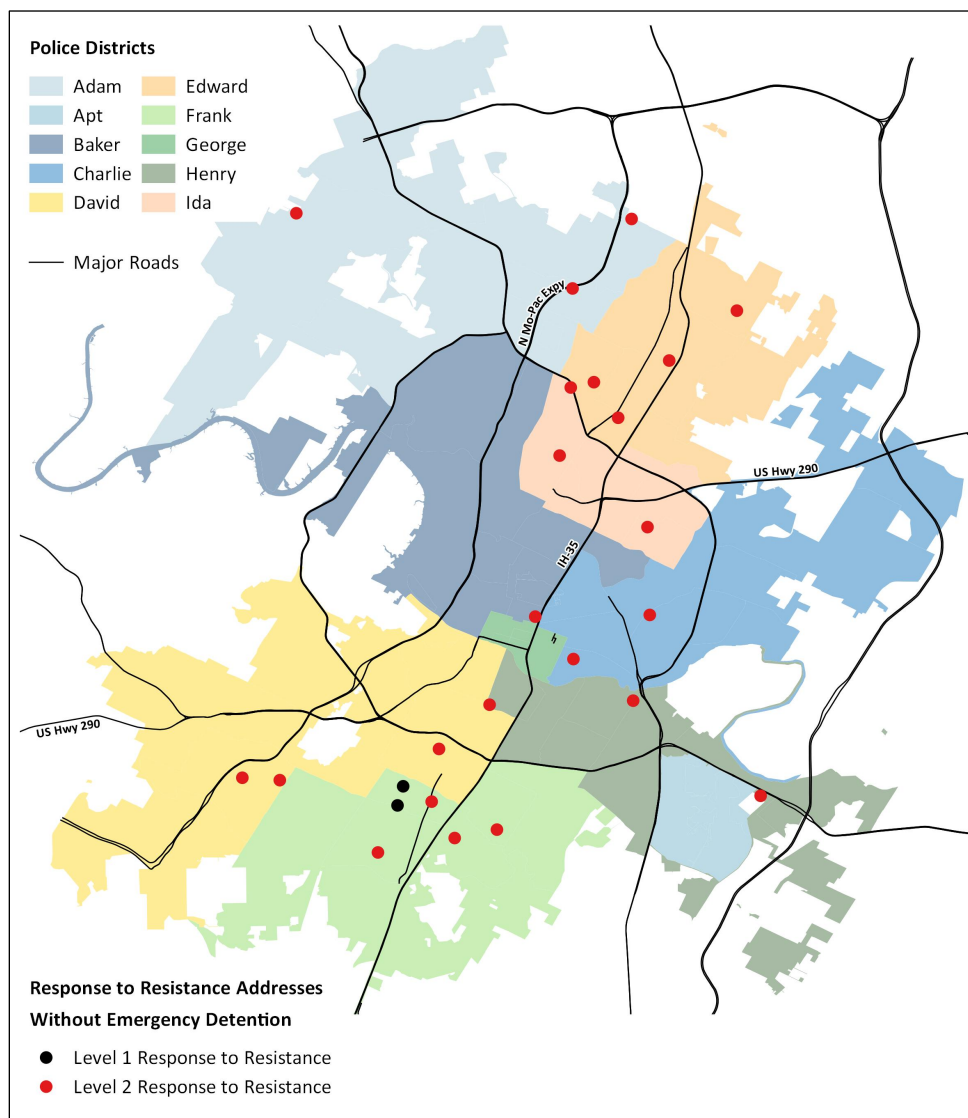 Police Districts
Adam
Edward
Apt
Frank
Baker
George
Charlie
Henry
David
Ida
Major Roads
N Mo-Pac Expy
US Hwy 290
IH-35
US Hwy 290
Response to Resistance Addresses
Without Emergency Detention
Level 1 Response to Resistance
Level 2 Response to Resistance